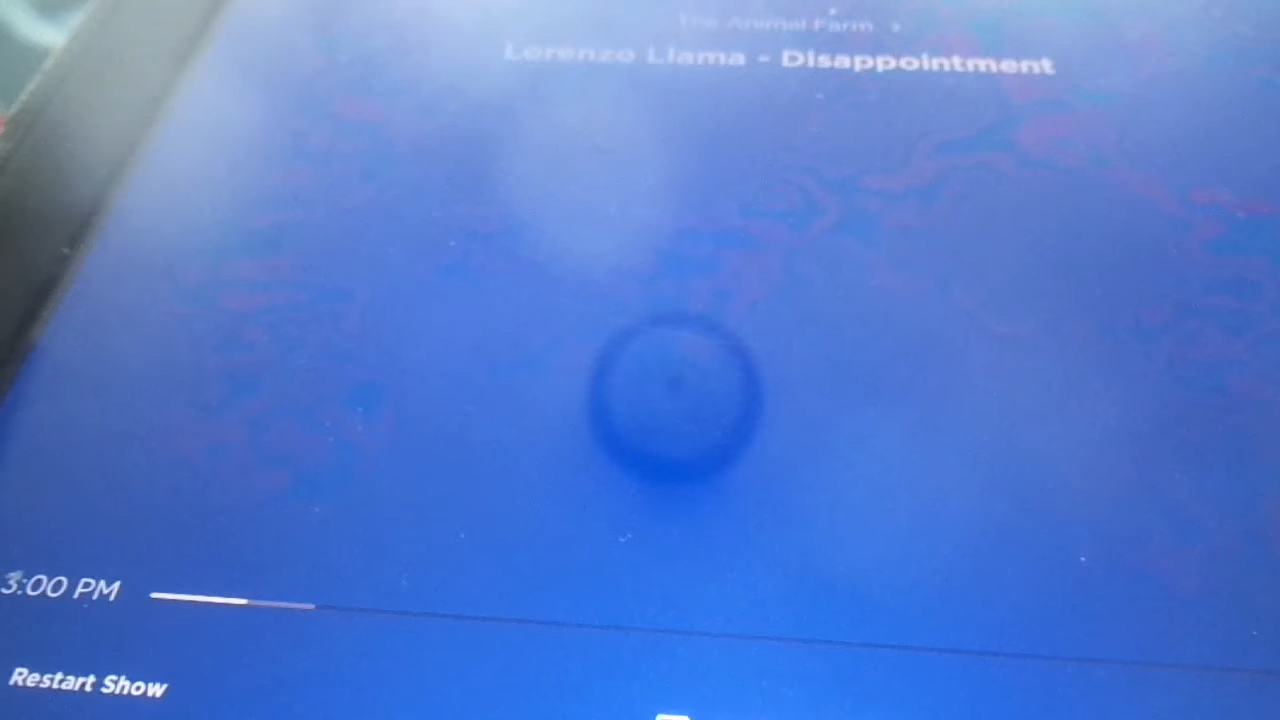 The Animal Farm
Lorenzo Llama - Disappointment
3:00 PM
Restart Show